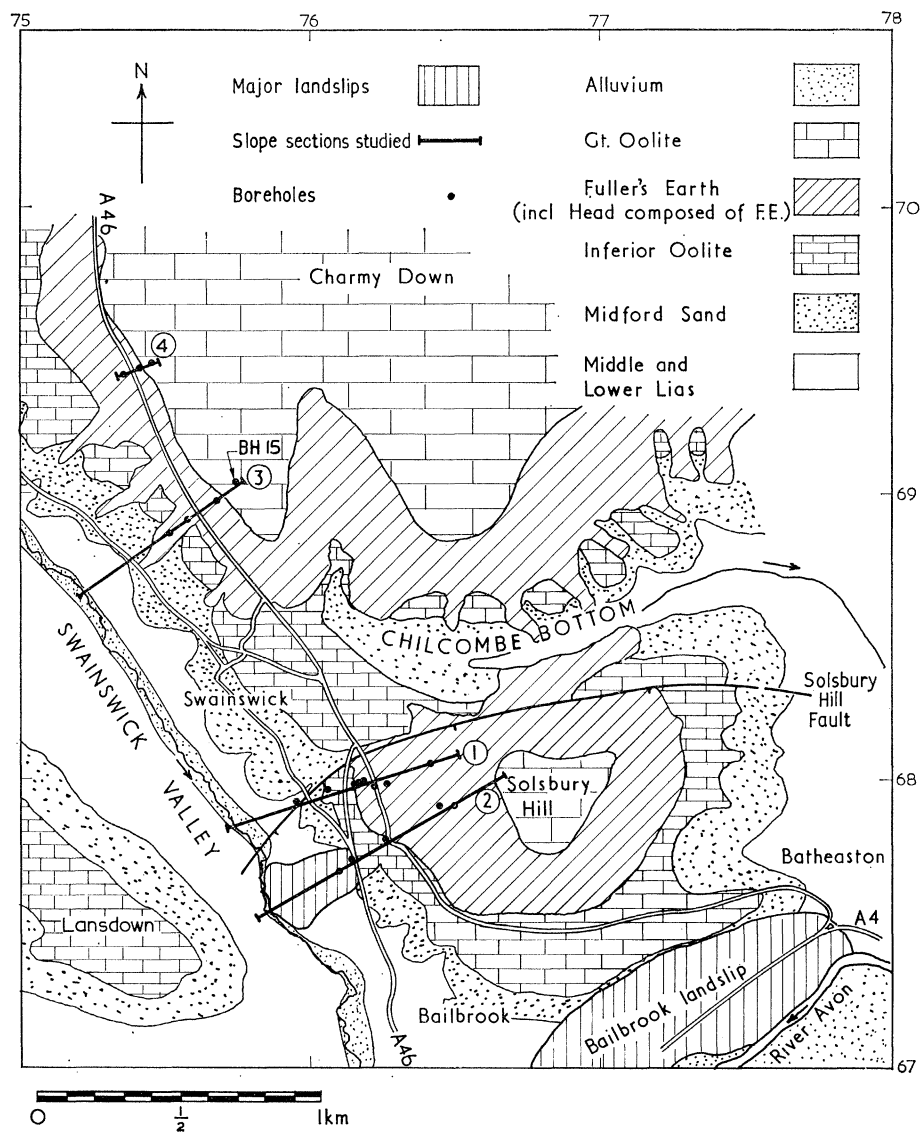 75
76
77
78
N
Major landslips
Slope sections studied
Boreholes
Alluvium
Gt. Oolite
Fuller's Earth
(incl Head composed of F.E.)
Inferior Oolite
Midford Sand
Middle and
Lower Lias
70
A46
Charmy Down
4
BH 15
3
69
CHILCOMBE BOTTOM
SWAINSWICK
VALLEY
Swainswick
Solsbury
Hill
Fault
1
68
Solsbury
Hill
2
Batheaston
Lansdown
A4
Bailbrook
Bailbrook landslip
River Avon
A46
67
0
1/2
1km